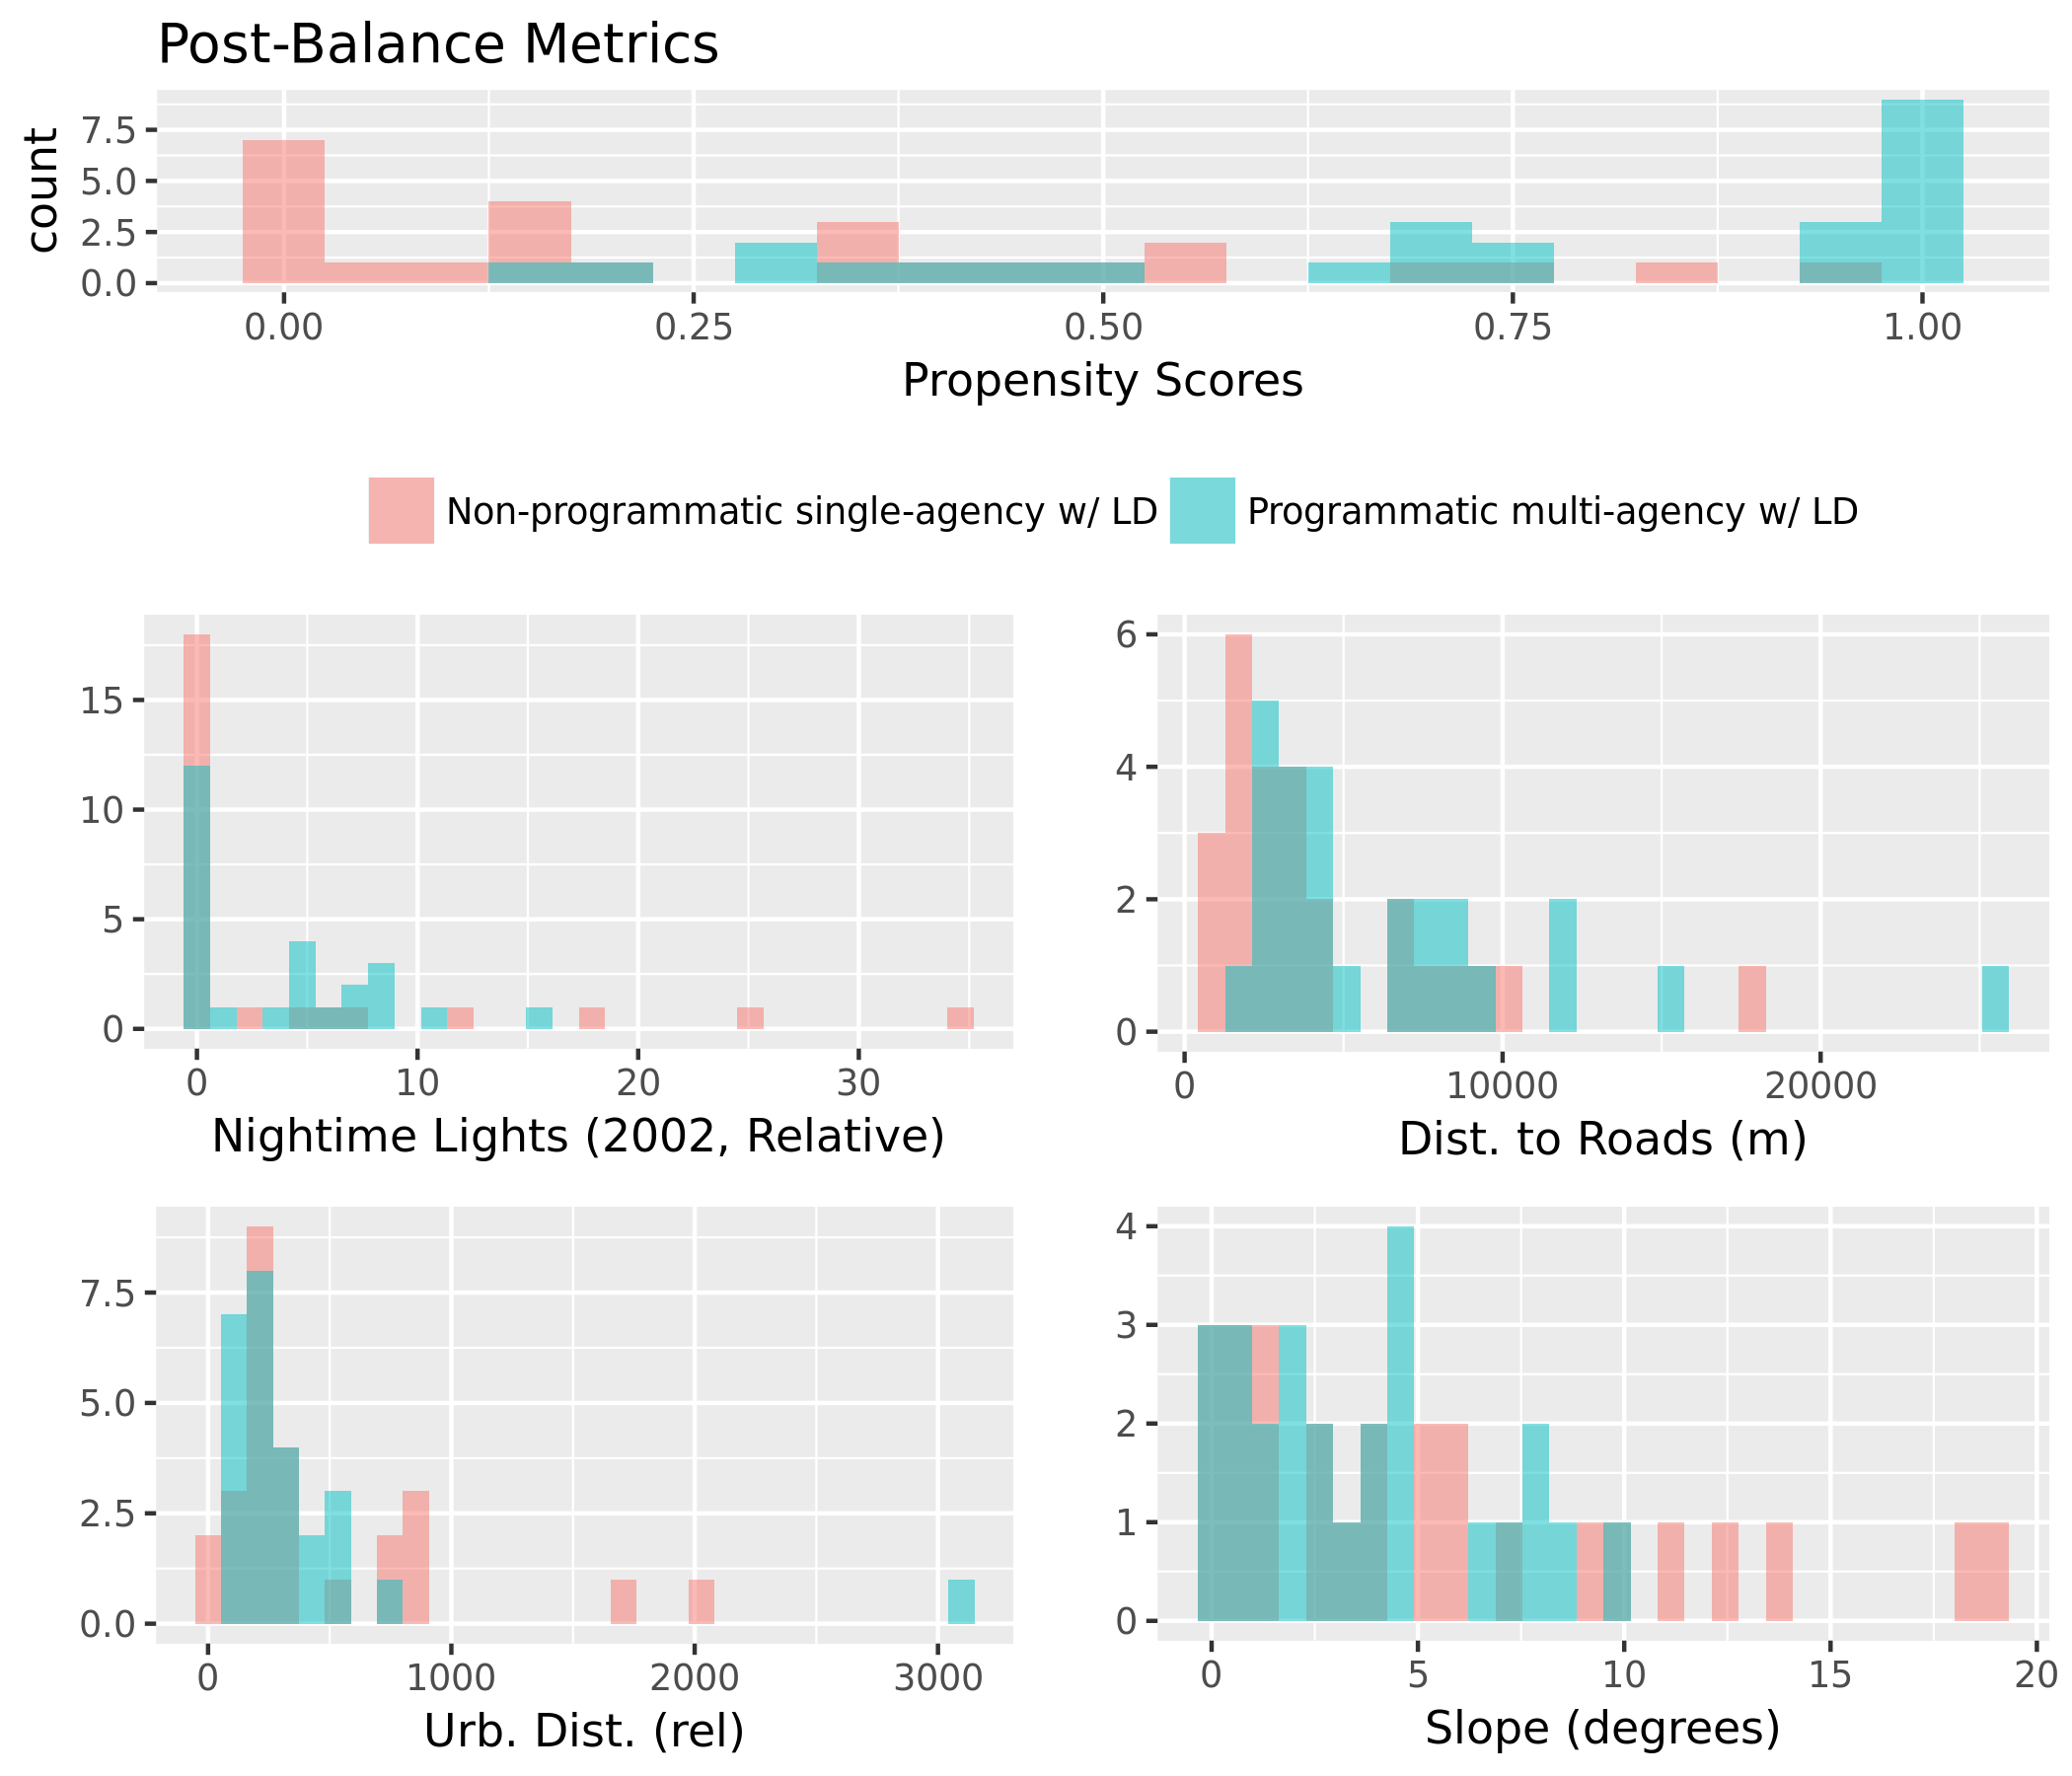 Post-Balance Metrics
count
7.5
5.0
2.5
0.0
0.00 0.25 0.50 0.75 1.00
Propensity Scores
Non-programmatic single-agency w/ LD Programmatic multi-agency w/ LD
15
10
5
0
0 10 20 30
Nightime Lights (2002, Relative)
6
4
2
0
0 10000 20000
Dist. to Roads (m)
7.5
5.0
2.5
0.0
0 1000 2000 3000
Urb. Dist. (rel)
4
3
2
1
0
0 5 10 15 20
Slope (degrees)